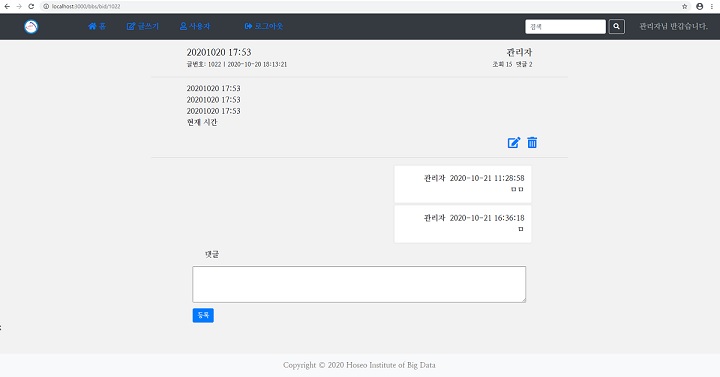 localhost:3000/bbs/bid/1022
홈 글쓰기 사용자 로그아웃 검색 관리자님 반갑습니다.
20201020 17:53 관리자
글번호: 1022 | 2020-10-20 18:13:21 조회 15 댓글 2
20201020 17:53
20201020 17:53
20201020 17:53
현재 시간
관리자 2020-10-21 11:28:58
ㅁㅁ
관리자 2020-10-21 16:36:18
ㅁ
댓글
등록
Copyright © 2020 Hoseo Institute of Big Data